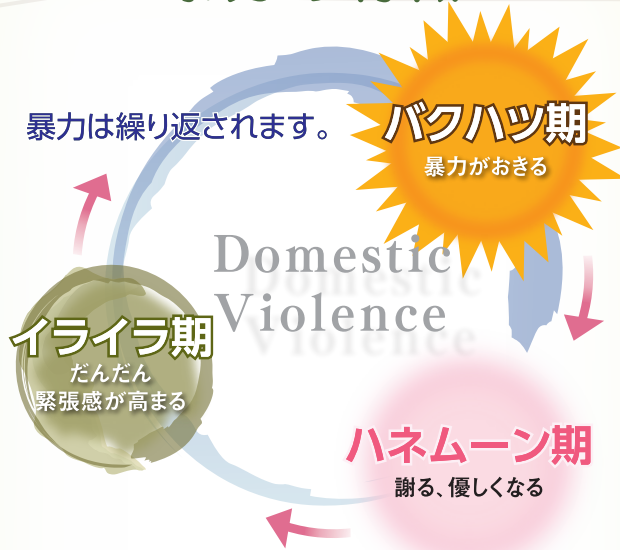 暴力は繰り返されます。
バクハツ期
暴力がおきる
Domestic
Violence
イライラ期
だんだん
緊張感が高まる
ハネムーン期
謝る、優しくなる